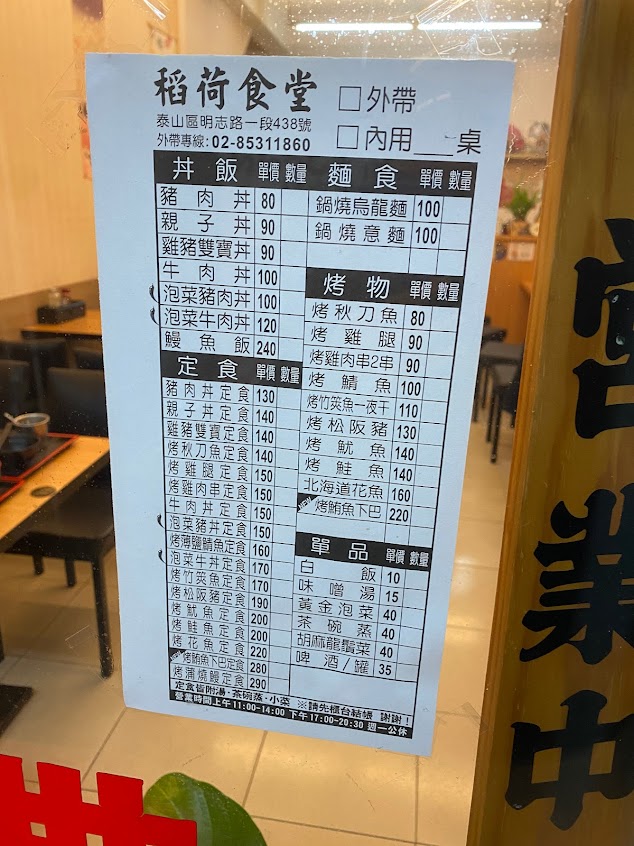 稻荷食堂
□外帶
泰山區明志路一段438號
外帶專線:02-85311860
□內用___桌
丼飯 單價 數量
豬肉丼 80
親子丼 90
雞豬雙寶丼 90
牛肉丼 100
泡菜豬肉丼 100
泡菜牛肉丼 120
鰻魚飯 240
定食 單價 數量
豬肉丼定食 130
親子丼定食 140
雞豬雙寶定食 140
烤秋刀魚定食 140
烤雞腿定食 150
烤雞肉串定食 150
牛肉丼定食 150
泡菜豬丼定食 150
烤薄鹽鯖魚定食 160
泡菜牛丼定食 170
烤竹筴魚定食 170
烤松阪豬定食 190
烤魷魚定食 200
烤鮭魚定食 200
烤花魚定食 220
烤鮪魚下巴定食 280
烤蒲燒鰻定食 290
定食皆附湯·茶碗蒸·小菜
麵食 單價 數量
鍋燒烏龍麵 100
鍋燒意麵 100
烤物 單價 數量
烤秋刀魚 80
烤雞腿 90
烤雞肉串2串 90
烤鯖魚 100
烤竹筴魚一夜干 110
烤松阪豬 130
烤魷魚 140
烤鮭魚 140
北海道花魚 160
烤鮪魚下巴 220
單品 單價 數量
白飯 10
味噌湯 15
黃金泡菜 40
茶碗蒸 40
胡麻龍鬚菜 40
啤酒/罐 35
※請先櫃台結帳 謝謝!
營業時間上午11:00-14:00 下午17:00-20:30 週一公休
營業中